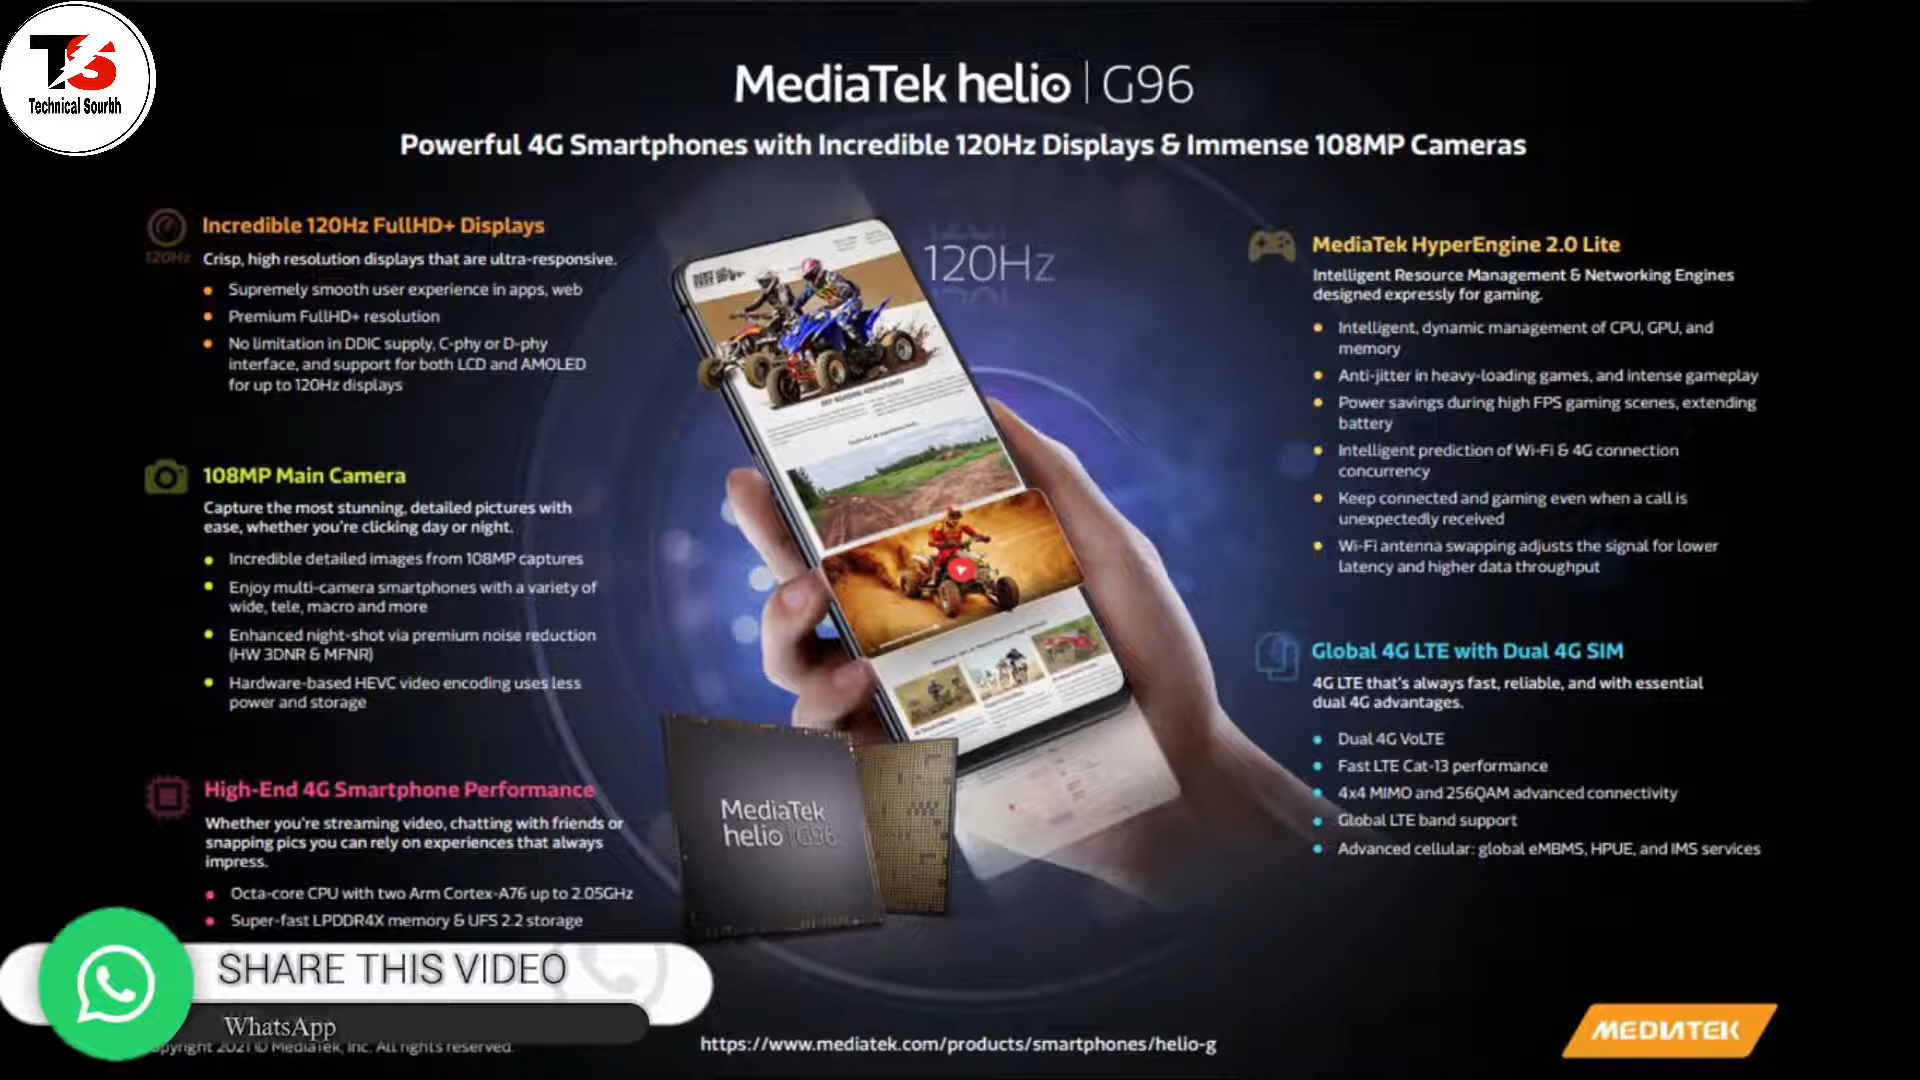 TS
Technical Sourbh
MediaTek helio | G96
Powerful 4G Smartphones with Incredible 120Hz Displays & Immense 108MP Cameras
120Hz
Incredible 120Hz FullHD+ Displays
Crisp, high resolution displays that are ultra-responsive.
Supremely smooth user experience in apps, web
Premium FullHD+ resolution
No limitation in DDIC supply, C-phy or D-phy
interface, and support for both LCD and AMOLED
for up to 120Hz displays
108MP Main Camera
Capture the most stunning, detailed pictures with
ease, whether you're clicking day or night.
Incredible detailed images from 108MP captures
Enjoy multi-camera smartphones with a variety of
wide, tele, macro and more
Enhanced night-shot via premium noise reduction
(HW 3DNR & MFNR)
Hardware-based HEVC video encoding uses less
power and storage
High-End 4G Smartphone Performance
Whether you're streaming video, chatting with friends or
snapping pics you can rely on experiences that always
impress.
Octa-core CPU with two Arm Cortex-A76 up to 2.05GHz
Super-fast LPDDR4X memory & UFS 2.2 storage
120Hz
MediaTek
helio G96
MediaTek HyperEngine 2.0 Lite
Intelligent Resource Management & Networking Engines
designed expressly for gaming.
Intelligent, dynamic management of CPU, GPU, and
memory
Anti-jitter in heavy-loading games, and intense gameplay
Power savings during high FPS gaming scenes, extending
battery
Intelligent prediction of Wi-Fi & 4G connection
concurrency
Keep connected and gaming even when a call is
unexpectedly received
Wi-Fi antenna swapping adjusts the signal for lower
latency and higher data throughput
Global 4G LTE with Dual 4G SIM
4G LTE that's always fast, reliable, and with essential
dual 4G advantages.
Dual 4G VoLTE
Fast LTE Cat-13 performance
4x4 MIMO and 256QAM advanced connectivity
Global LTE band support
Advanced cellular: global eMBMS, HPUE, and IMS services
SHARE THIS VIDEO
WhatsApp
opyright 2021 © MediaTek, Inc. All rights reserved.
https://www.mediatek.com/products/smartphones/helio-g
MEDIATEK